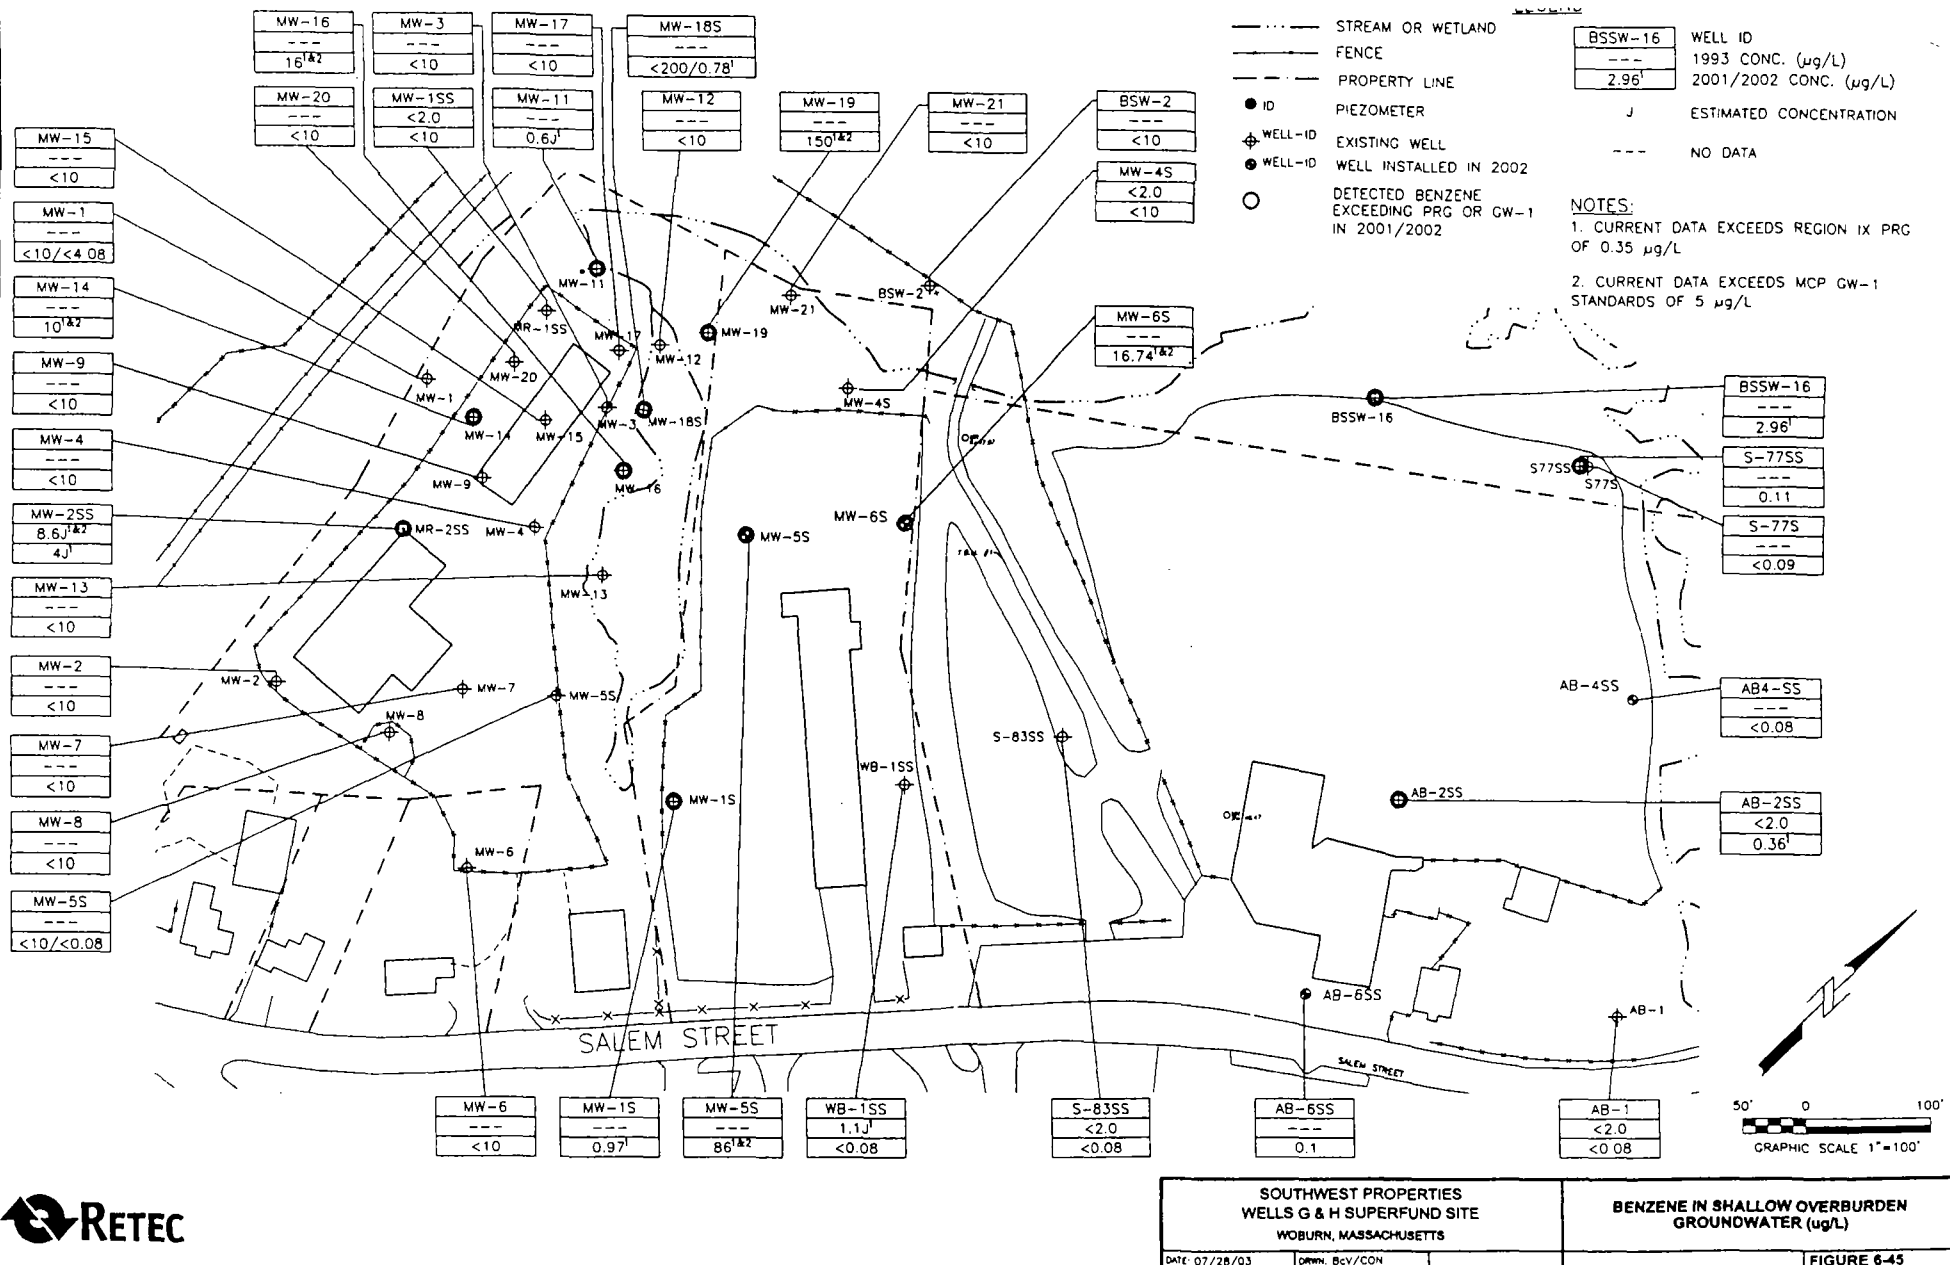 MW-16
---
16 1&2
MW-3
---
<10
MW-17
---
<10
MW-18S
---
<200/0.78 1
MW-20
---
<10
MW-1SS
<2.0
<10
MW-11
---
0.6J 1
MW-12
---
<10
MW-19
---
150 1&2
MW-21
---
<10
BSW-2
---
<10
MW-4S
<2.0
<10
MW-6S
---
16.74 1&2
MW-15
---
<10
MW-1
---
<10/<4.08
MW-14
---
10 1&2
MW-9
---
<10
MW-4
---
<10
MW-2SS
8.6J 1&2
4J 1
MW-13
---
<10
MW-2
---
<10
MW-7
---
<10
MW-8
---
<10
MW-5S
---
<10/<0.08
STREAM OR WETLAND
FENCE
PROPERTY LINE
ID PIEZOMETER
WELL-ID EXISTING WELL
WELL-ID WELL INSTALLED IN 2002
DETECTED BENZENE
EXCEEDING PRG OR GW-1
IN 2001/2002
BSSW-16 WELL ID
--- 1993 CONC. (µg/L)
2.96 1 2001/2002 CONC. (µg/L)
J ESTIMATED CONCENTRATION
--- NO DATA
NOTES:
1. CURRENT DATA EXCEEDS REGION IX PRG
OF 0.35 µg/L
2. CURRENT DATA EXCEEDS MCP GW-1
STANDARDS OF 5 µg/L
MW-11
MR-1SS
MW-17
MW-12
MW-19
MW-21
BSW-2
MW-20
MW-1
MW-14
MW-15
MW-3
MW-18S
MW-4S
MW-9
MW-16
MR-2SS
MW-4
MW-5S
MW-6S
MW-13
MW-2
MW-7
MW-5S
MW-8
MW-1S
WB-1SS
S-83SS
MW-6
BSSW-16
S77SS
S77S
AB-4SS
AB-2SS
AB-6SS
AB-1
BSSW-16
---
2.96 1
S-77SS
---
0.11
S-77S
---
<0.09
AB4-SS
---
<0.08
AB-2SS
<2.0
0.36 1
SALEM STREET
SALEM STREET
MW-6
---
<10
MW-1S
---
0.97 1
MW-5S
---
86 1&2
WB-1SS
1.1J 1
<0.08
S-83SS
<2.0
<0.08
AB-6SS
---
0.1
AB-1
<2.0
<0.08
50' 0 100'
GRAPHIC SCALE 1"=100'
RETEC
SOUTHWEST PROPERTIES
WELLS G & H SUPERFUND SITE
WOBURN, MASSACHUSETTS
BENZENE IN SHALLOW OVERBURDEN
GROUNDWATER (ug/L)
DATE: 07/28/03
DRWN: BcV/CON
FIGURE 6-45